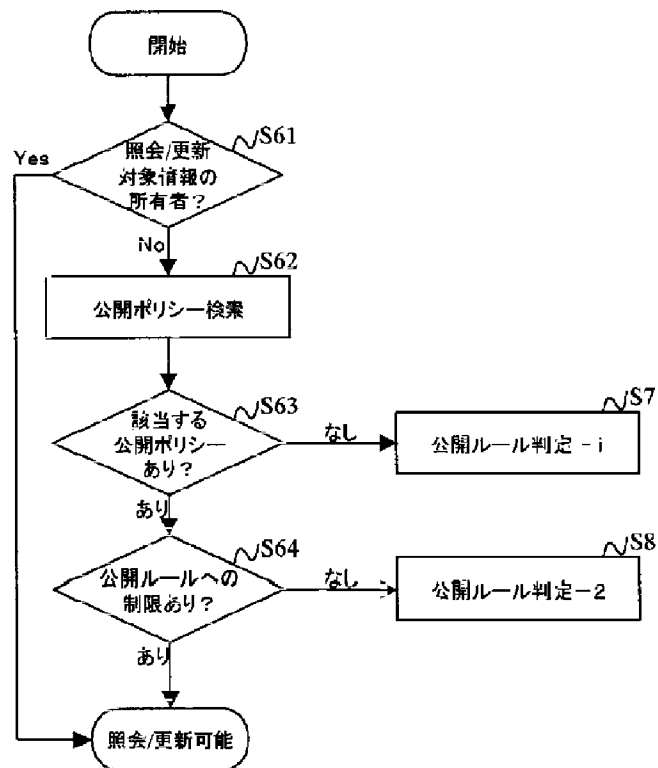 開始
S61
Yes
照会/更新
対象情報の
所有者?
No
S62
公開ポリシー検索
S63
該当する
公開ポリシー
あり?
なし
S7
公開ルール判定 -i
あり
S64
公開ルールへの
制限あり?
なし
S8
公開ルール判定-2
あり
照会/更新可能